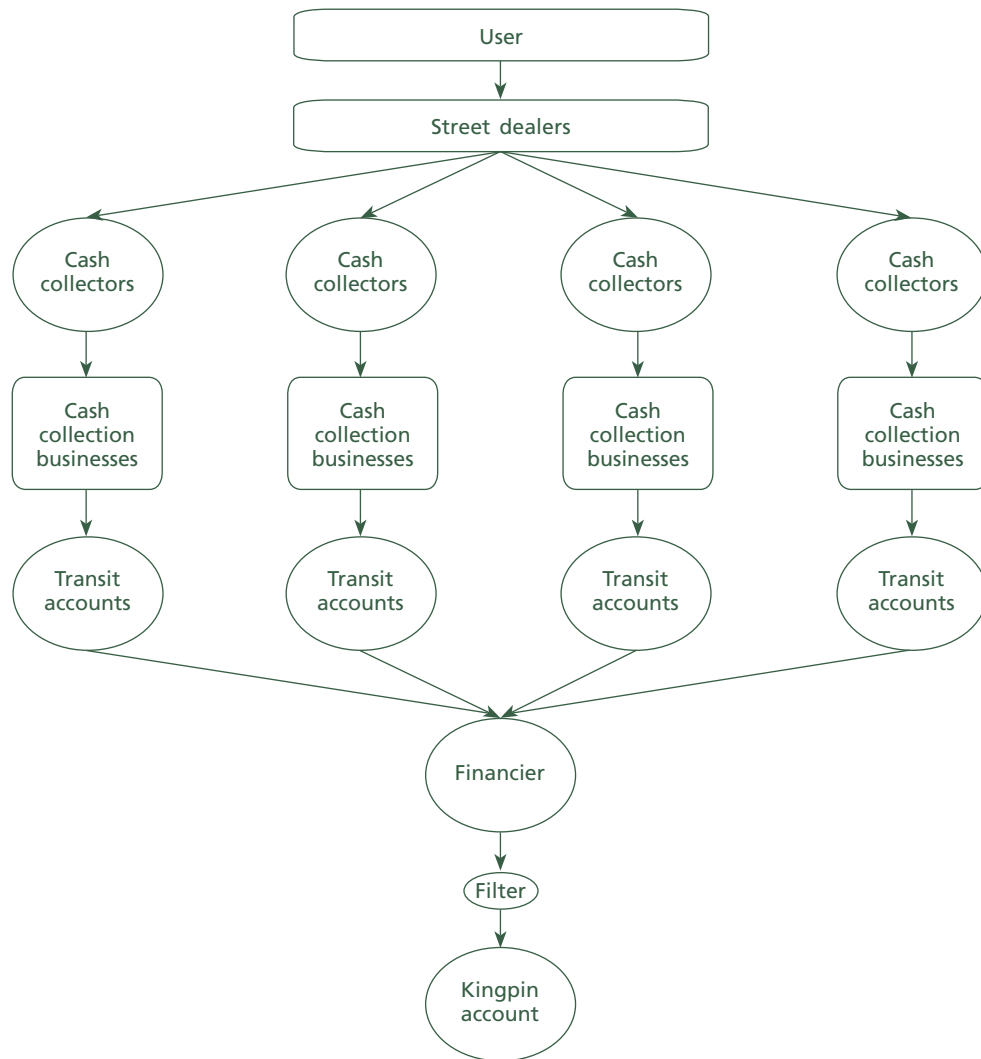 User
Street dealers
Cash
collectors
Cash
collectors
Cash
collectors
Cash
collectors
Cash
collection
businesses
Cash
collection
businesses
Cash
collection
businesses
Cash
collection
businesses
Transit
accounts
Transit
accounts
Transit
accounts
Transit
accounts
Financier
Filter
Kingpin
account